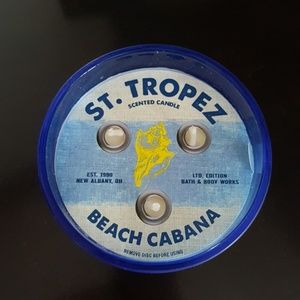 ST. TROPEZ
SCENTED CANDLE
EST. 1990
NEW ALBANY, OH
LTD. EDITION
BATH & BODY WORKS
BEACH CABANA
REMOVE DISC BEFORE USING